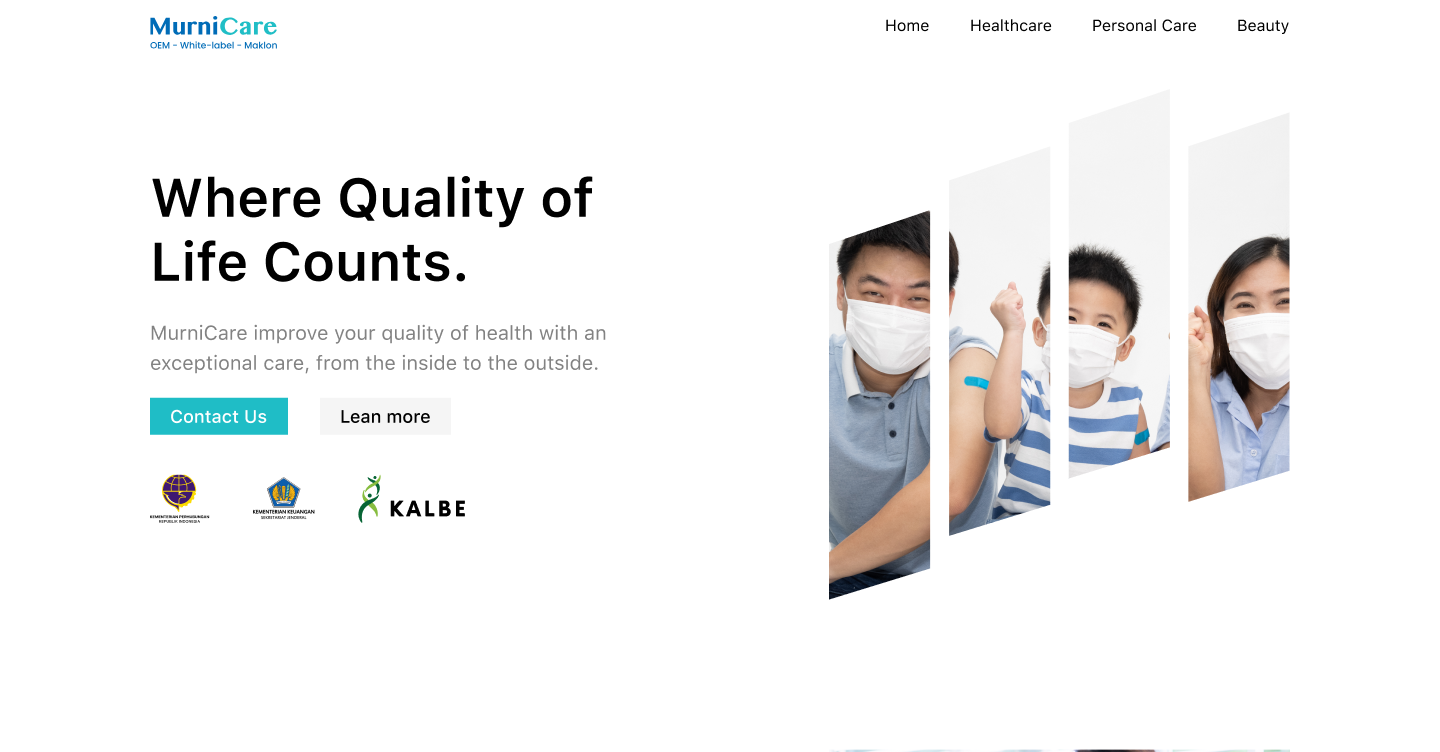 MurniCare
OEM - White-label - Maklon
Home
Healthcare
Personal Care
Beauty
Where Quality of
Life Counts.
MurniCare improve your quality of health with an
exceptional care, from the inside to the outside.
Contact Us
Lean more
KEMENTERIAN PERHUBUNGAN
REPUBLIK INDONESIA
KEMENTERIAN KEUANGAN
SEKRETARIAT JENDERAL
KALBE